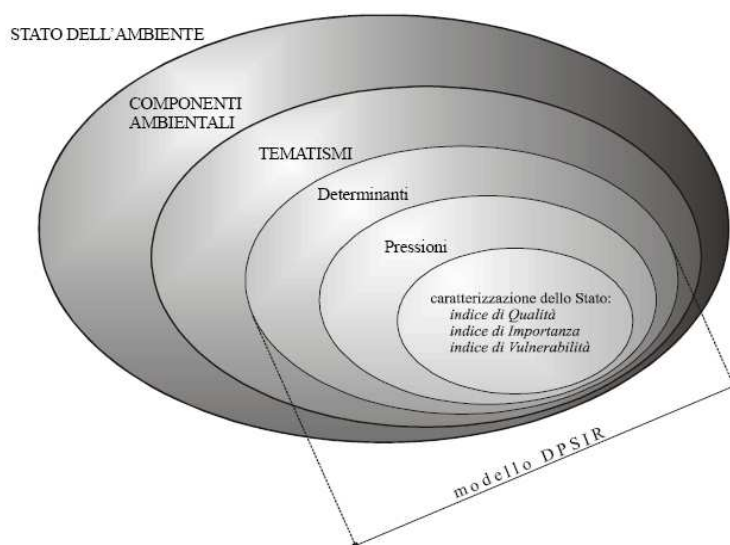 STATO DELL'AMBIENTE
COMPONENTI
AMBIENTALI
TEMATISMI
Determinanti
Pressioni
caratterizzazione dello Stato:
indice di Qualità
indice di Importanza
indice di Vulnerabilità
modello DPSIR